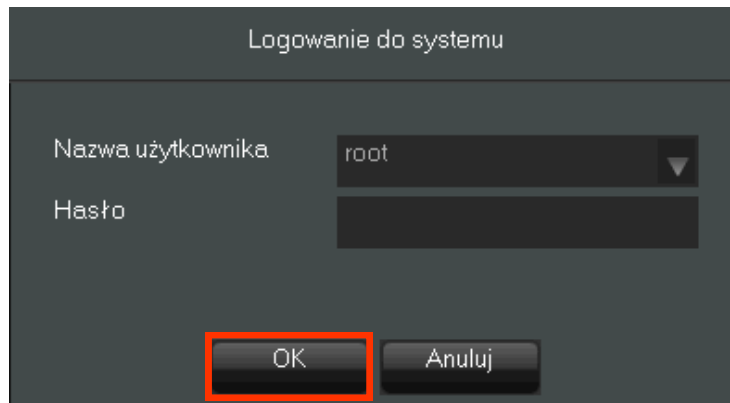 Logowanie do systemu
Nazwa użytkownika
root
Hasło
OK
Anuluj